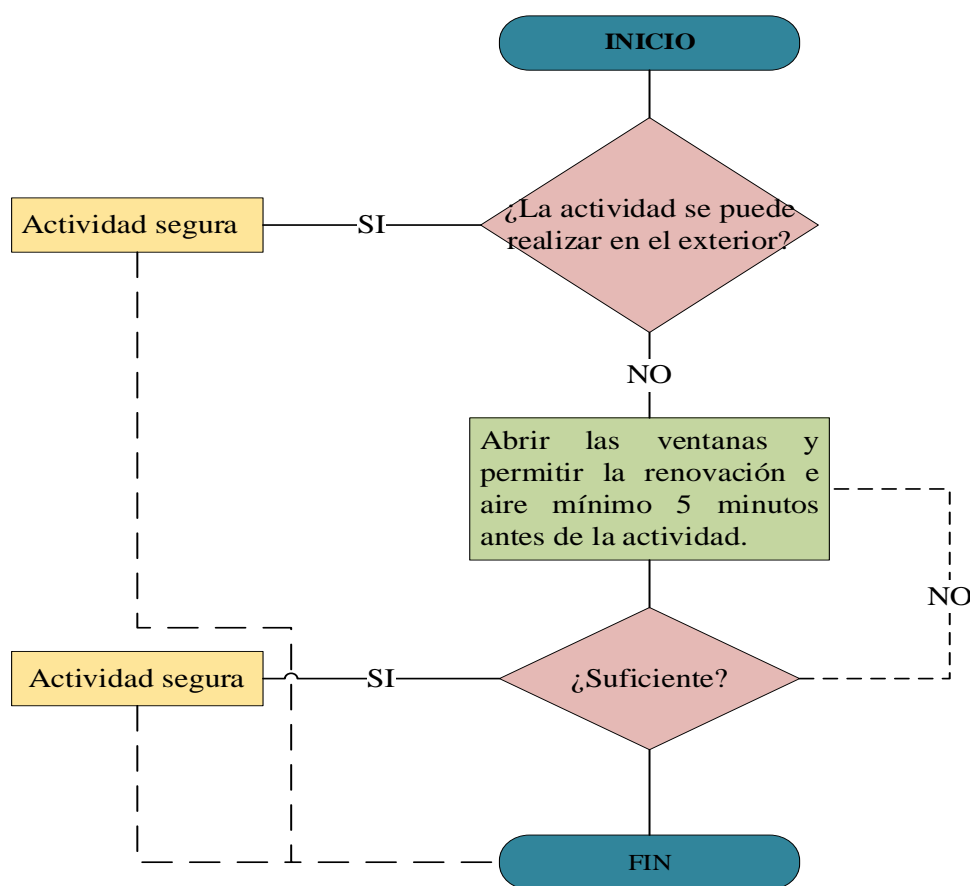 INICIO
¿La actividad se puede
realizar en el exterior?
SI
Actividad segura
NO
Abrir las ventanas y
permitir la renovación e
aire mínimo 5 minutos
antes de la actividad.
NO
¿Suficiente?
SI
Actividad segura
FIN